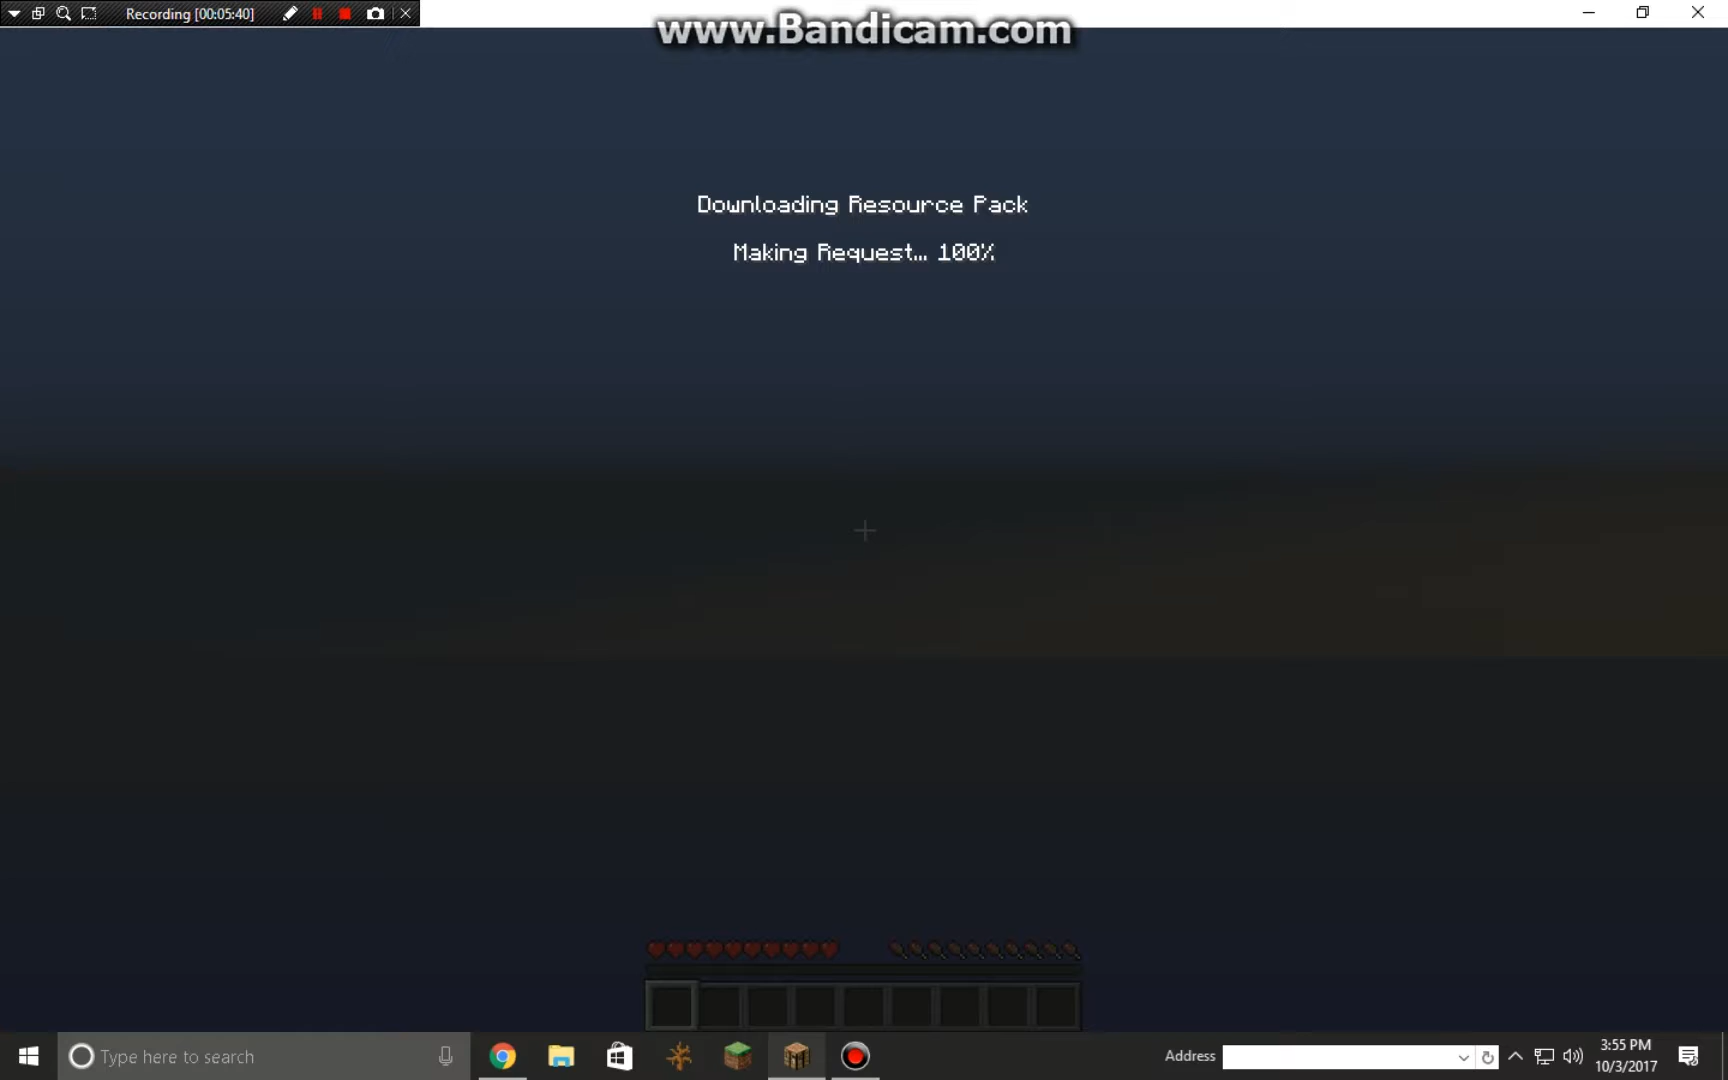 Recording [00:05:40]
www.Bandicam.com
Downloading Resource Pack
Making Request... 100%
Type here to search
Address
3:55 PM
10/3/2017